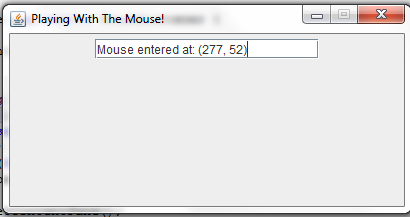 Playing With The Mouse!
Mouse entered at: (277, 52)